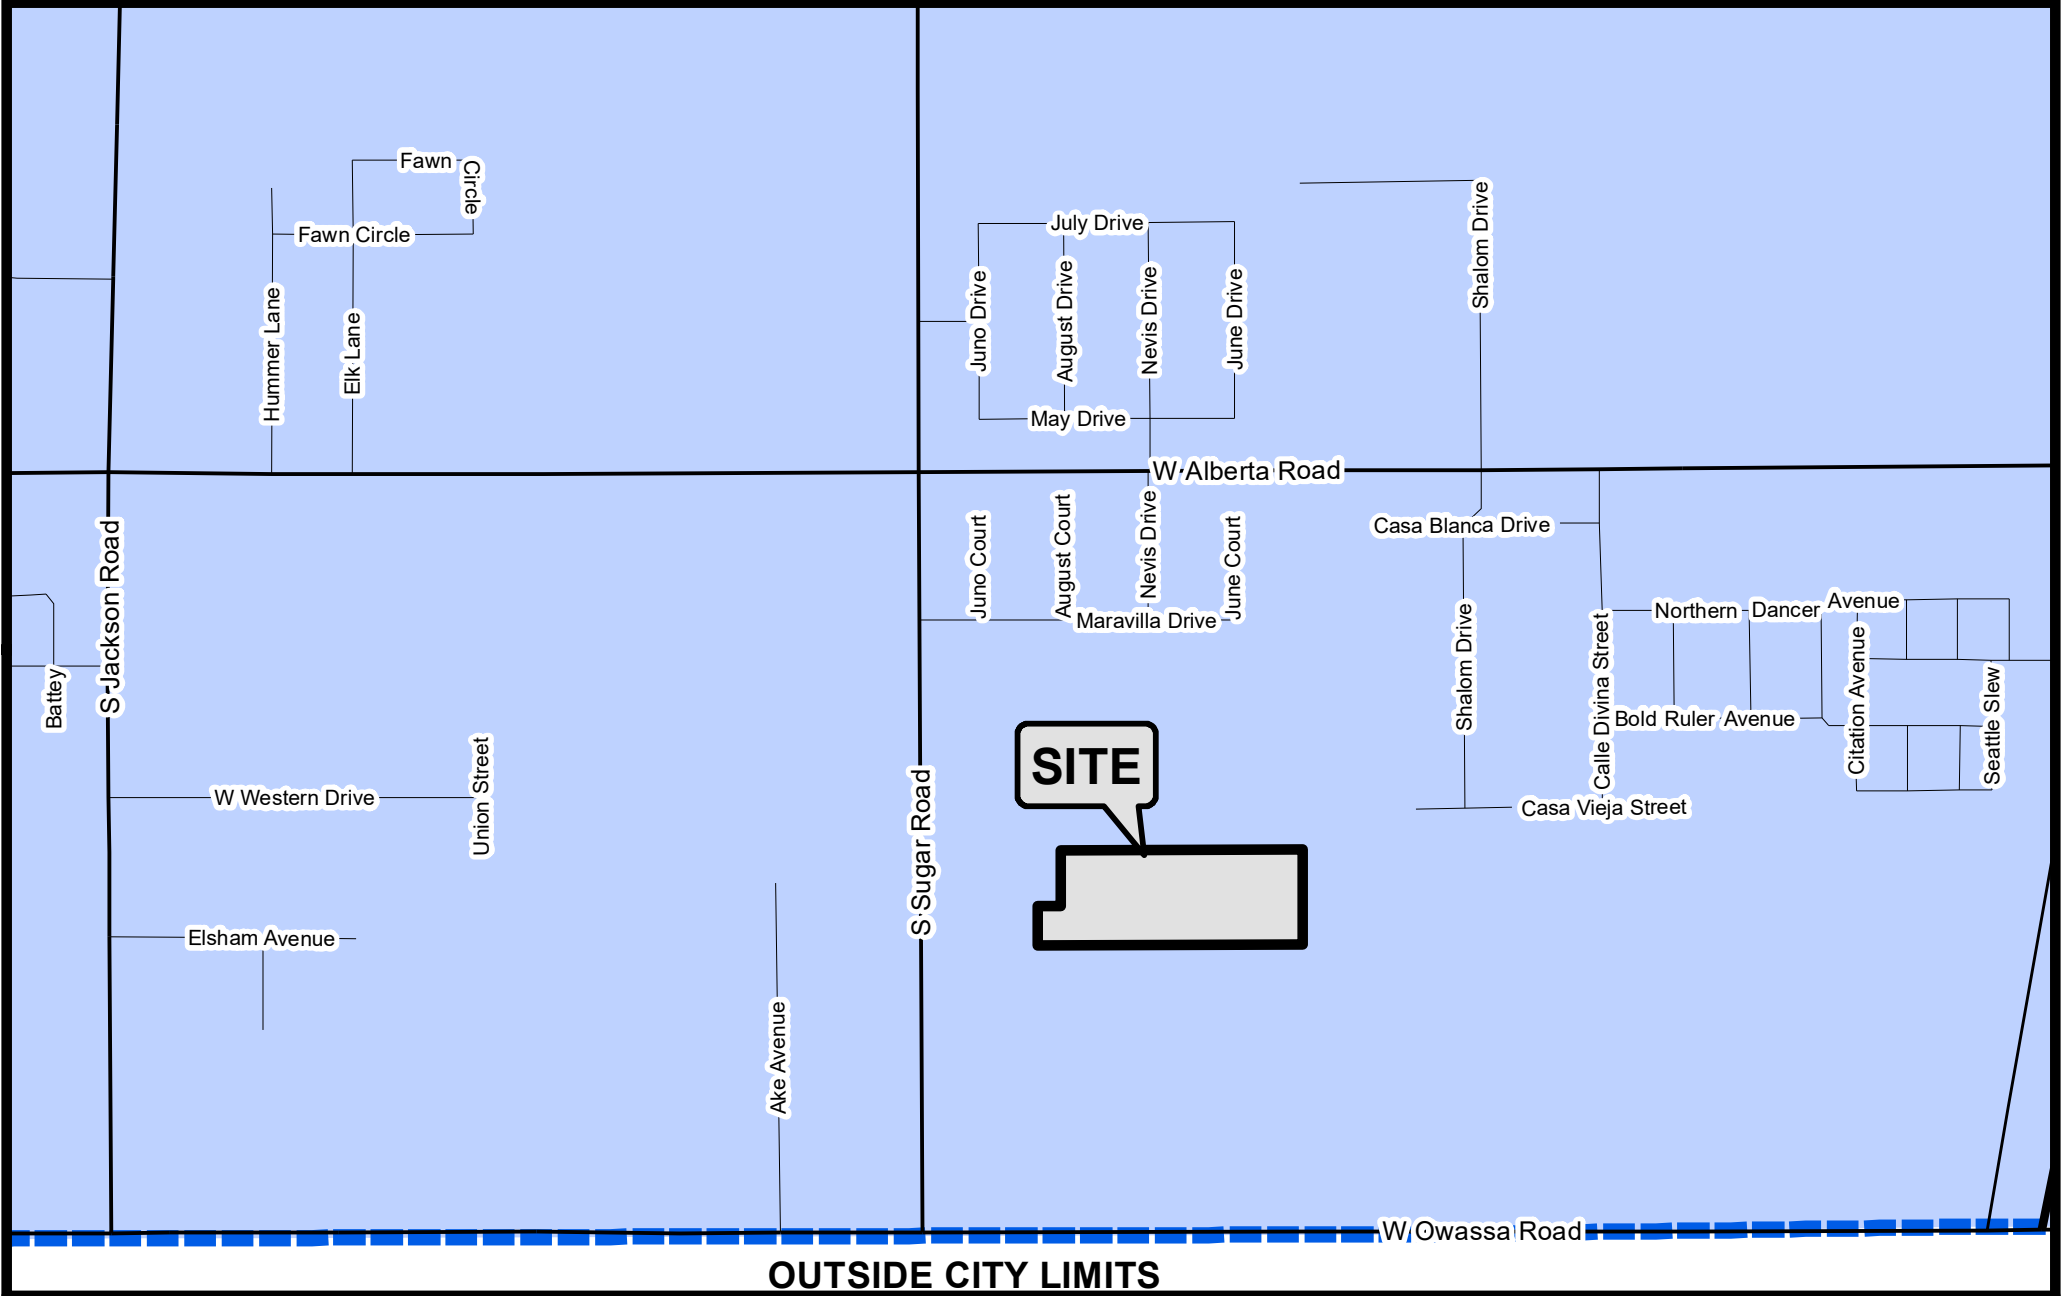 Fawn
Circle
Fawn Circle
Hummer Lane
Elk Lane
July Drive
Juno Drive
August Drive
Nevis Drive
June Drive
May Drive
Shalom Drive
W Alberta Road
S Jackson Road
Juno Court
August Court
Nevis Drive
June Court
Maravilla Drive
Casa Blanca Drive
Shalom Drive
Calle Divina Street
Northern Dancer Avenue
Bold Ruler Avenue
Citation Avenue
Seattle Slew
Battey
W Western Drive
Union Street
S Sugar Road
SITE
Casa Vieja Street
Elsham Avenue
Ake Avenue
W Owassa Road
OUTSIDE CITY LIMITS